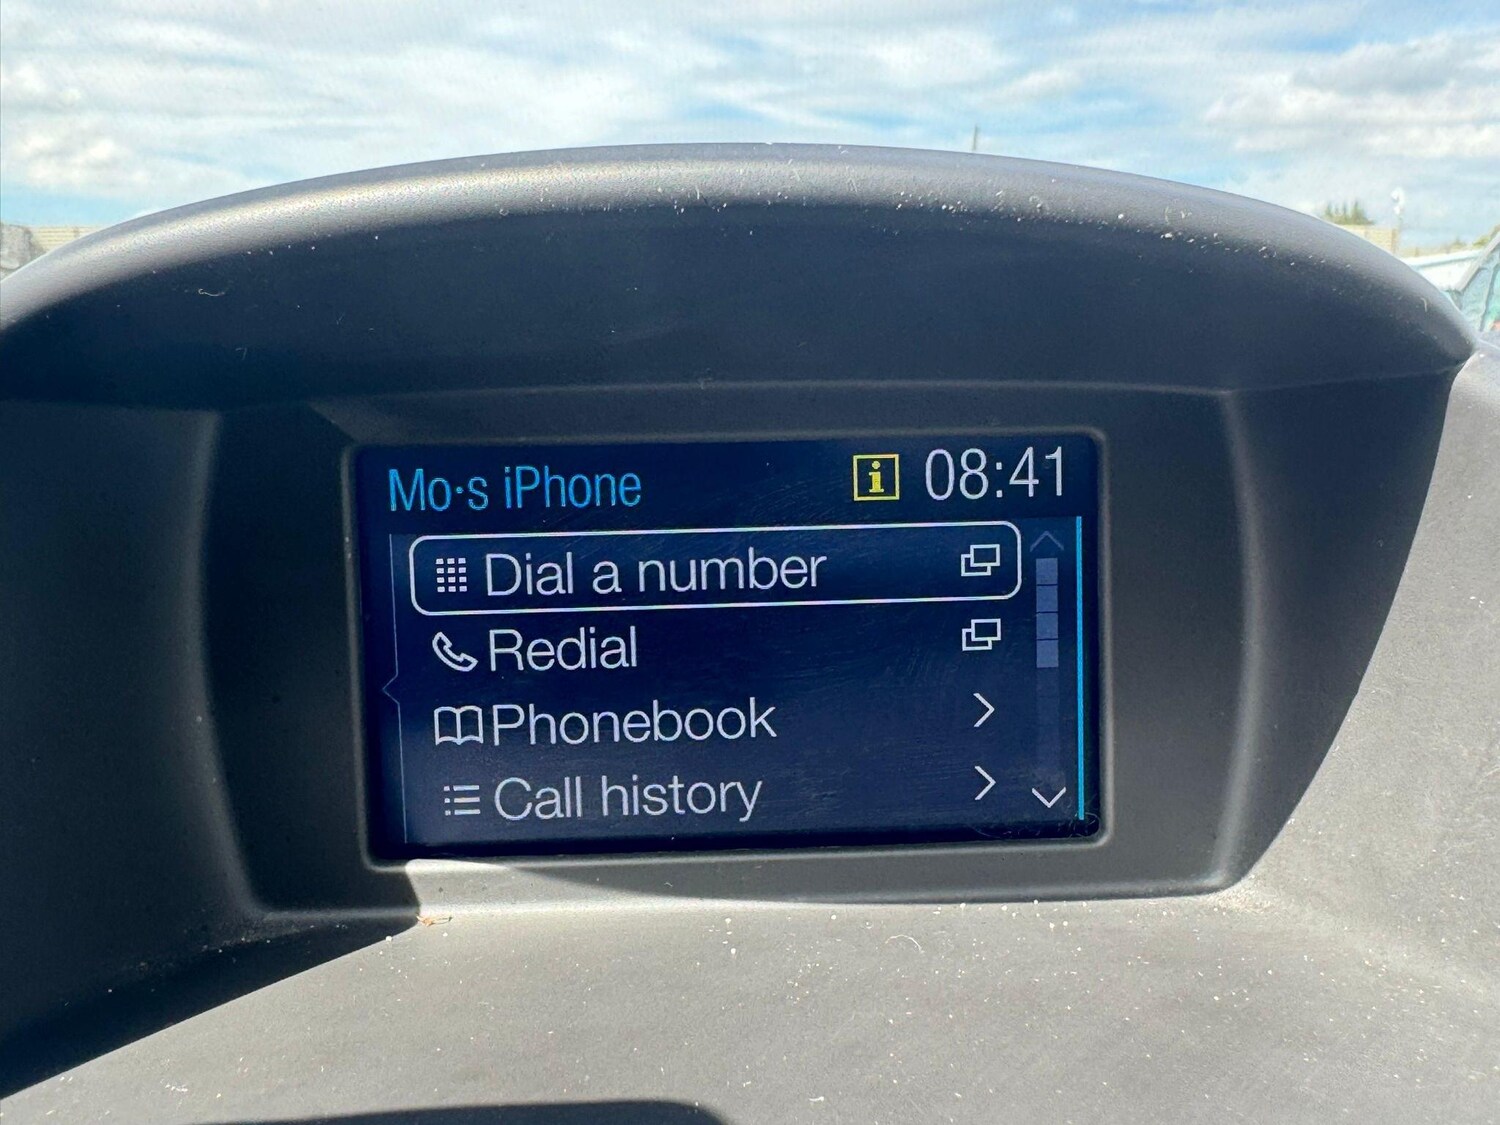 Mo·s iPhone i 08:41
Dial a number
Redial
Phonebook
Call history